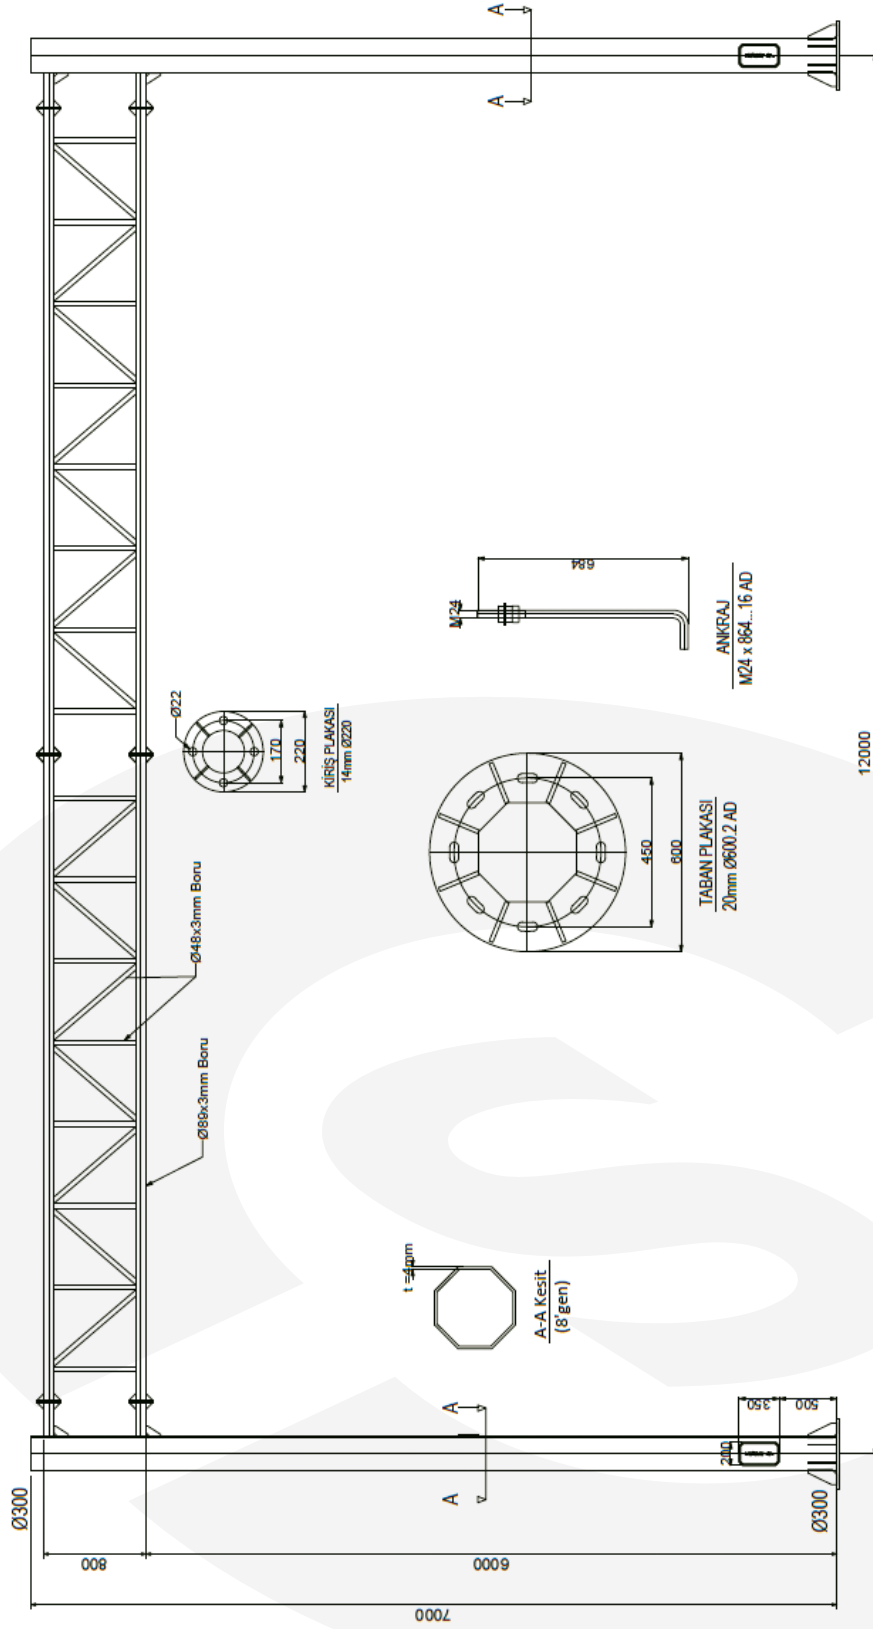 Ø300
800
6000
7000
Ø300
200
350
500
A
A
A-A Kesit
(8'gen)
t =4mm
Ø89x3mm Boru
Ø48x3mm Boru
Ø22
170
220
KİRİŞ PLAKASI
14mm Ø220
450
600
TABAN PLAKASI
20mm Ø600.2 AD
M24
684
ANKRAJ
M24 x 864...16 AD
12000
A
A